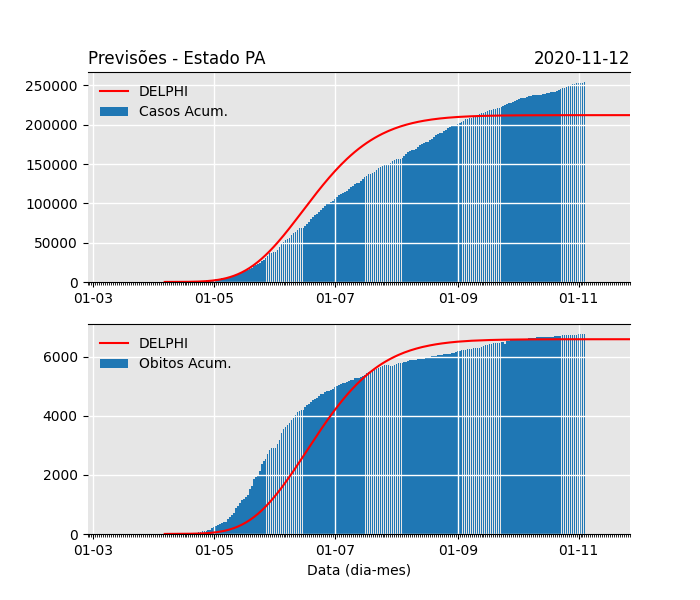 Previsões - Estado PA 2020-11-12
250000
200000
150000
100000
50000
0
DELPHI
Casos Acum.
01-03 01-05 01-07 01-09 01-11
6000
4000
2000
0
DELPHI
Obitos Acum.
01-03 01-05 01-07 01-09 01-11
Data (dia-mes)